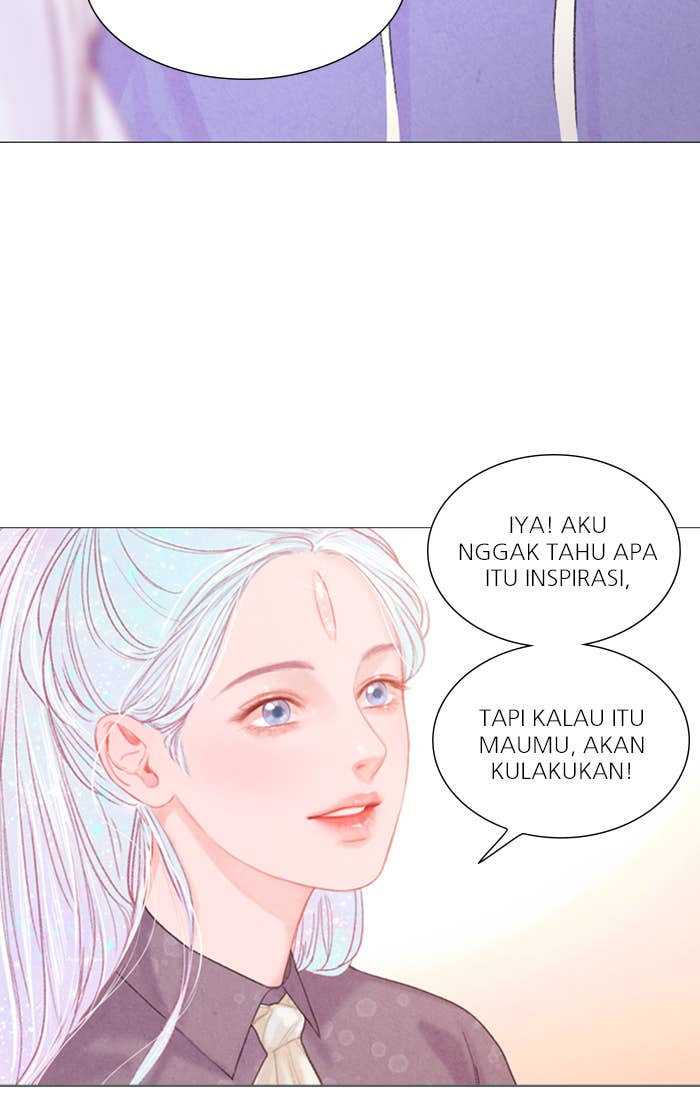 IYA! AKU
NGGAK TAHU APA
ITU INSPIRASI,
TAPI KALAU ITU
MAUMU, AKAN
KULAKUKAN!